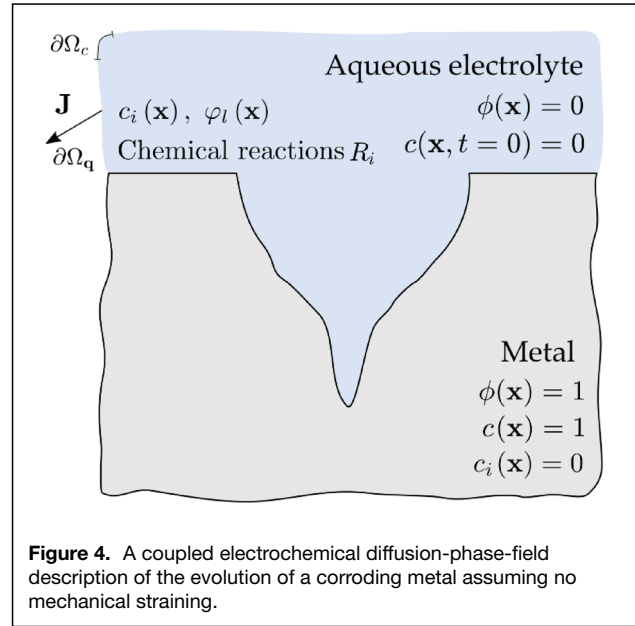 ∂Ω_c
Aqueous electrolyte
J
c_i(x), φ_l(x)
ϕ(x) = 0
∂Ω_q
Chemical reactions R_i
c(x, t = 0) = 0
Metal
ϕ(x) = 1
c(x) = 1
c_i(x) = 0
Figure 4. A coupled electrochemical diffusion-phase-field
description of the evolution of a corroding metal assuming no
mechanical straining.